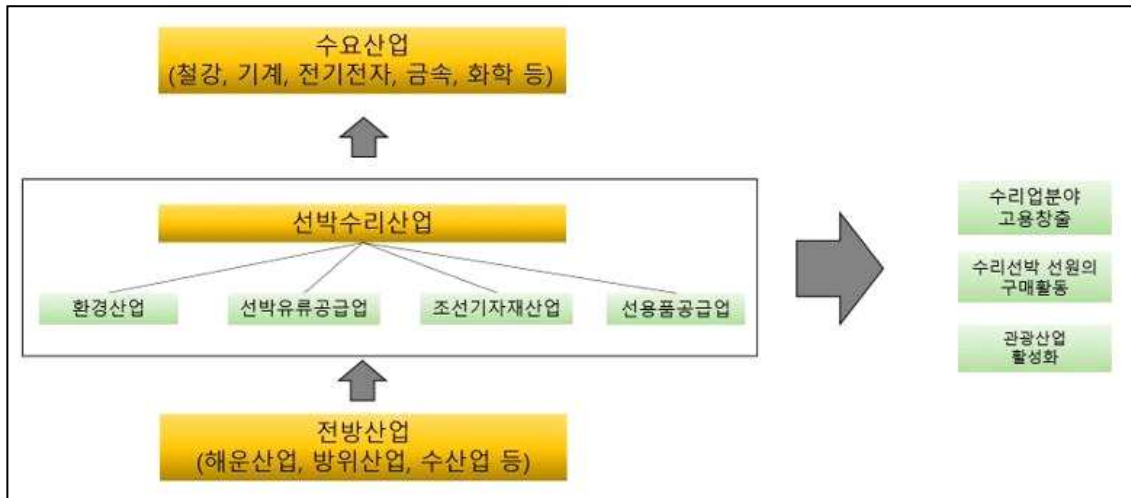 수요산업
(철강, 기계, 전기전자, 금속, 화학 등)
선박수리산업
환경산업
선박유류공급업
조선기자재산업
선용품공급업
전방산업
(해운산업, 방위산업, 수산업 등)
수리업분야
고용창출
수리선박 선원의
구매활동
관광산업
활성화